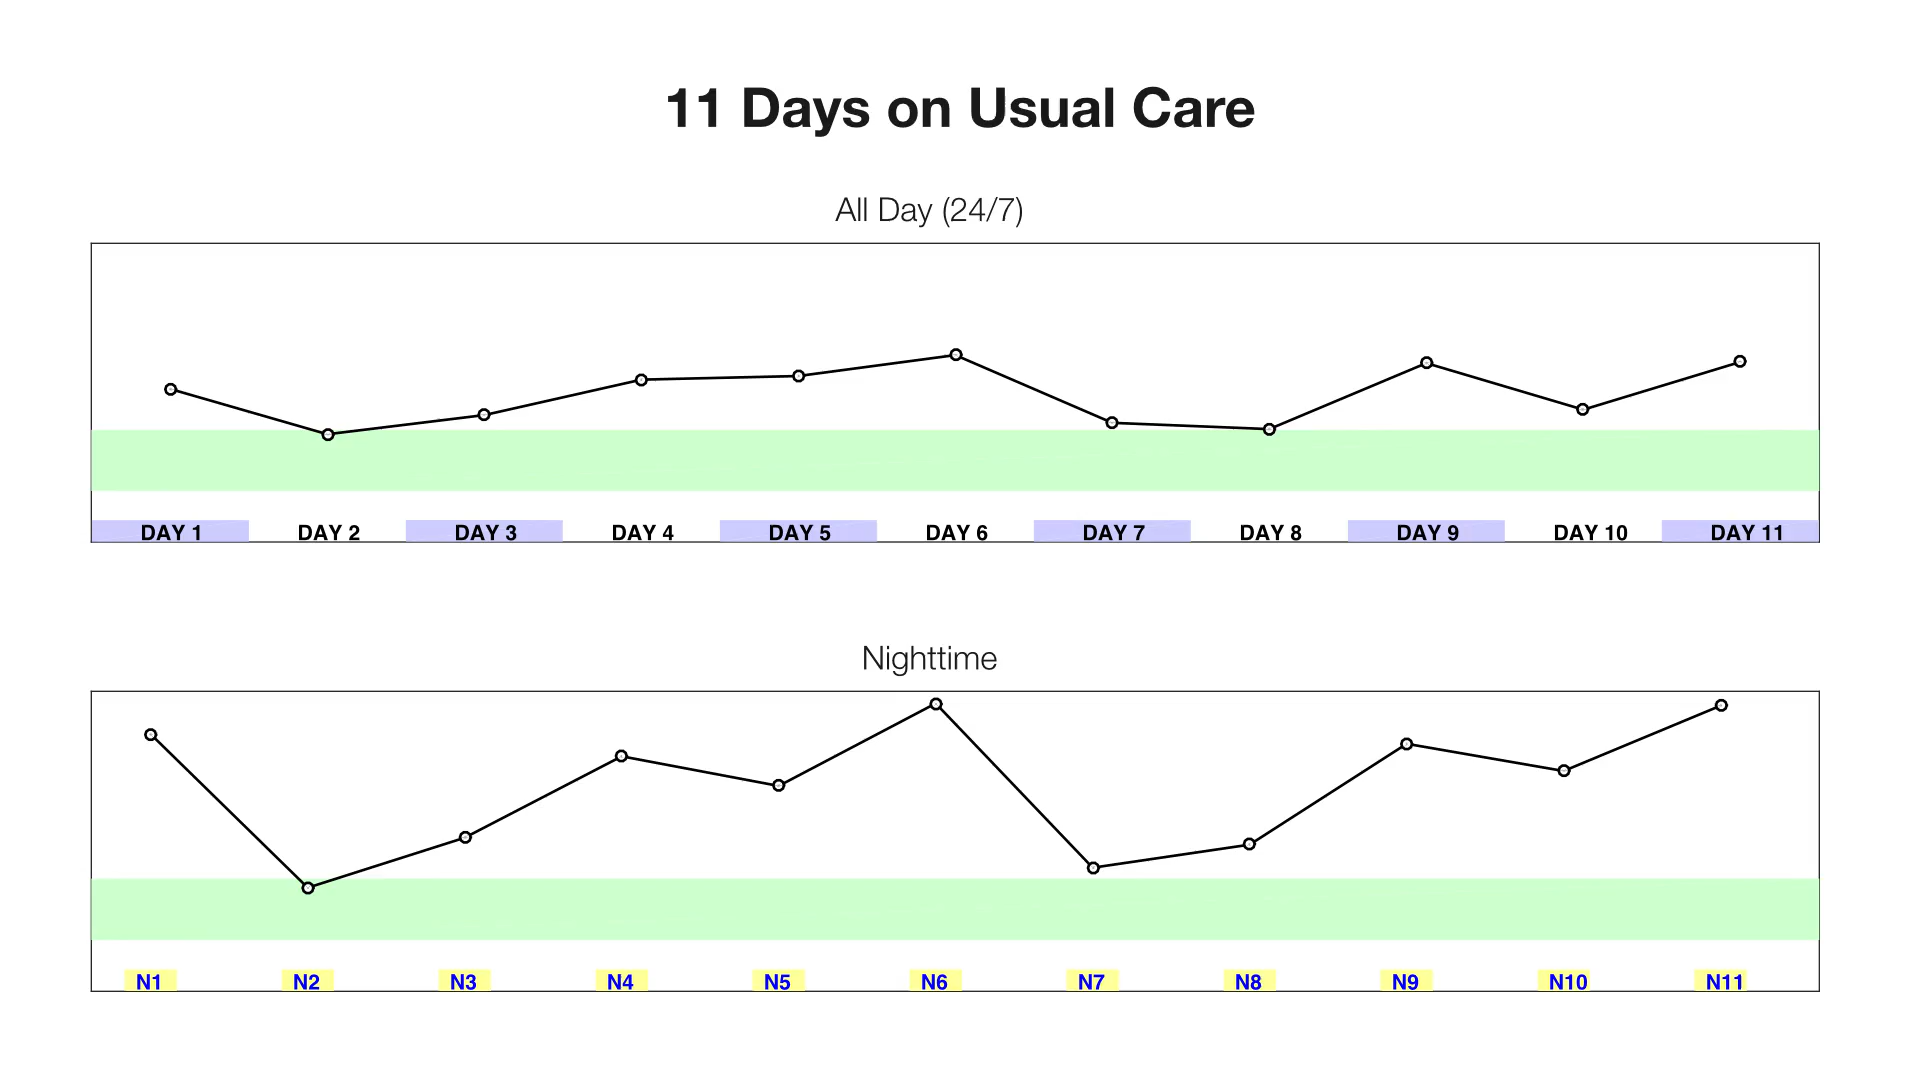 11 Days on Usual Care
All Day (24/7)
DAY 1 DAY 2 DAY 3 DAY 4 DAY 5 DAY 6 DAY 7 DAY 8 DAY 9 DAY 10 DAY 11
Nighttime
N1 N2 N3 N4 N5 N6 N7 N8 N9 N10 N11